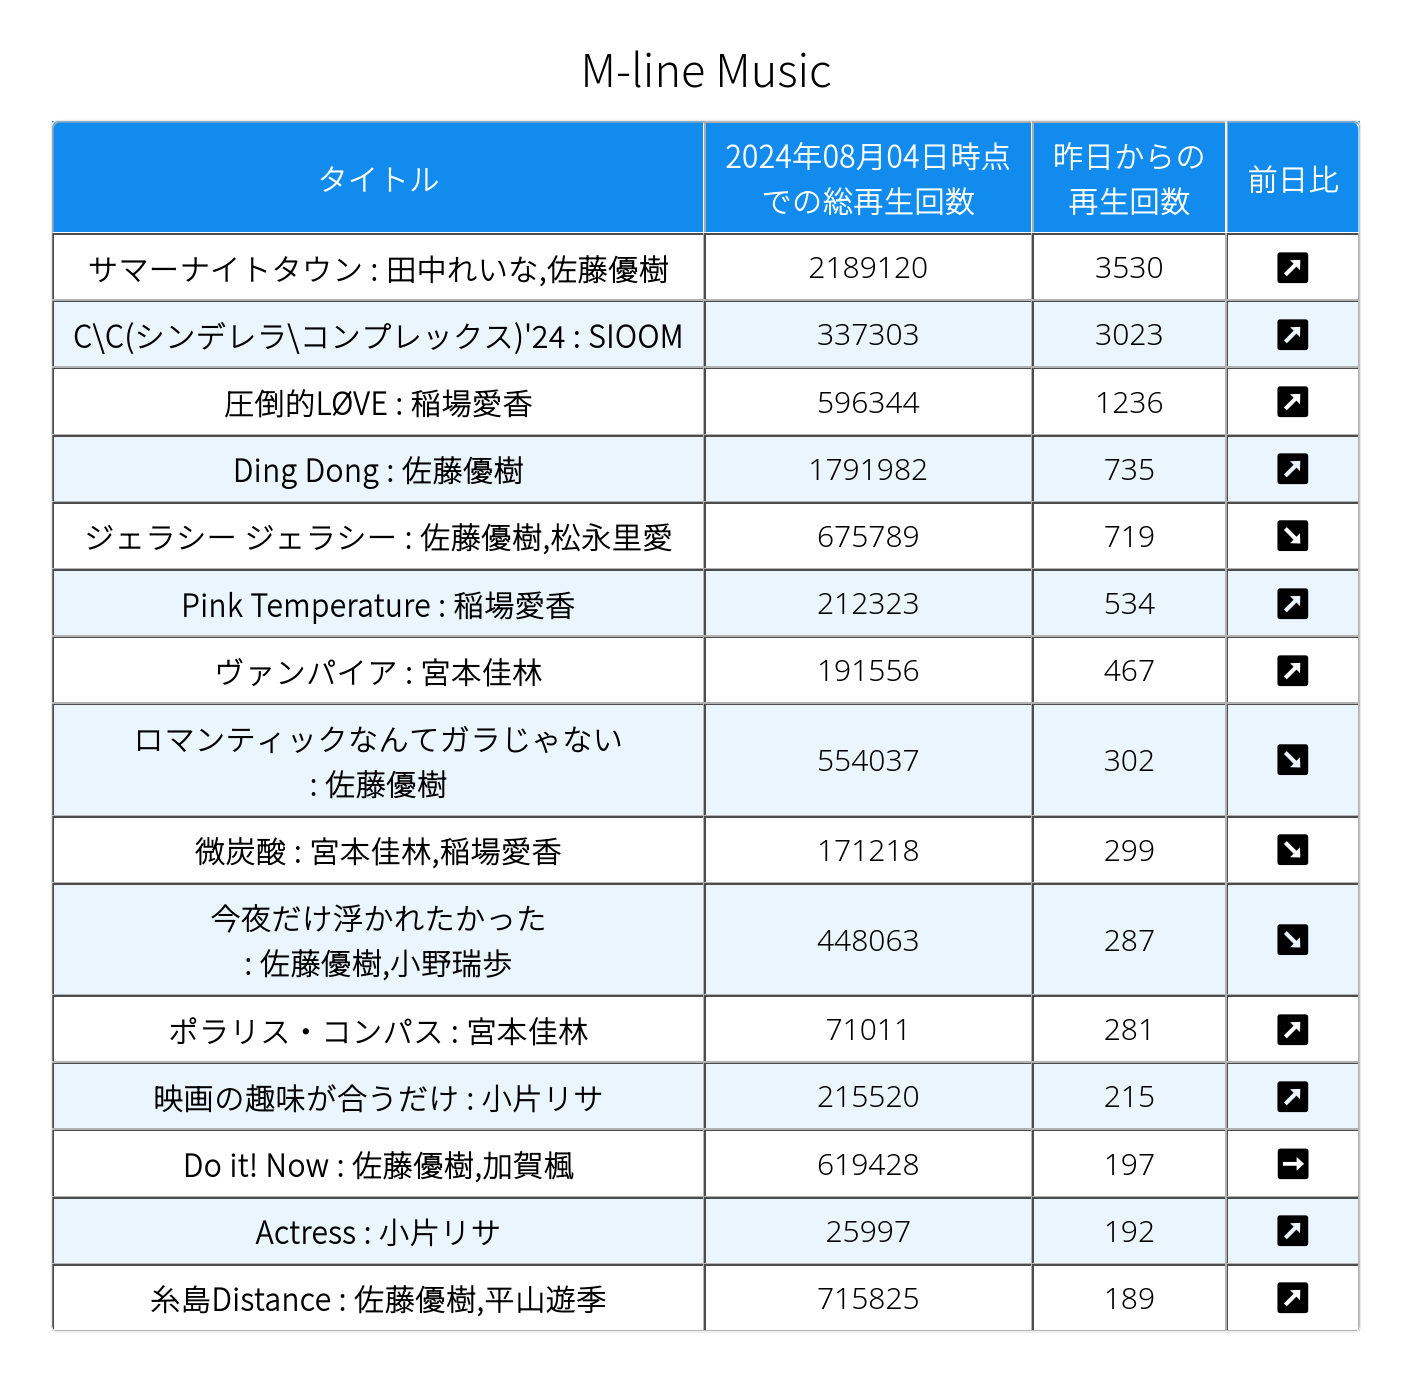 M-line Music
タイトル
2024年08月04日時点
での総再生回数
昨日からの
再生回数
前日比
サマーナイトタウン : 田中れいな,佐藤優樹 2189120 3530
C\C(シンデレラ\コンプレックス)'24 : SIOOM 337303 3023
圧倒的LØVE : 稲場愛香 596344 1236
Ding Dong : 佐藤優樹 1791982 735
ジェラシー ジェラシー : 佐藤優樹,松永里愛 675789 719
Pink Temperature : 稲場愛香 212323 534
ヴァンパイア : 宮本佳林 191556 467
ロマンティックなんてガラじゃない
: 佐藤優樹 554037 302
微炭酸 : 宮本佳林,稲場愛香 171218 299
今夜だけ浮かれたかった
: 佐藤優樹,小野瑞歩 448063 287
ポラリス・コンパス : 宮本佳林 71011 281
映画の趣味が合うだけ : 小片リサ 215520 215
Do it! Now : 佐藤優樹,加賀楓 619428 197
Actress : 小片リサ 25997 192
糸島Distance : 佐藤優樹,平山遊季 715825 189